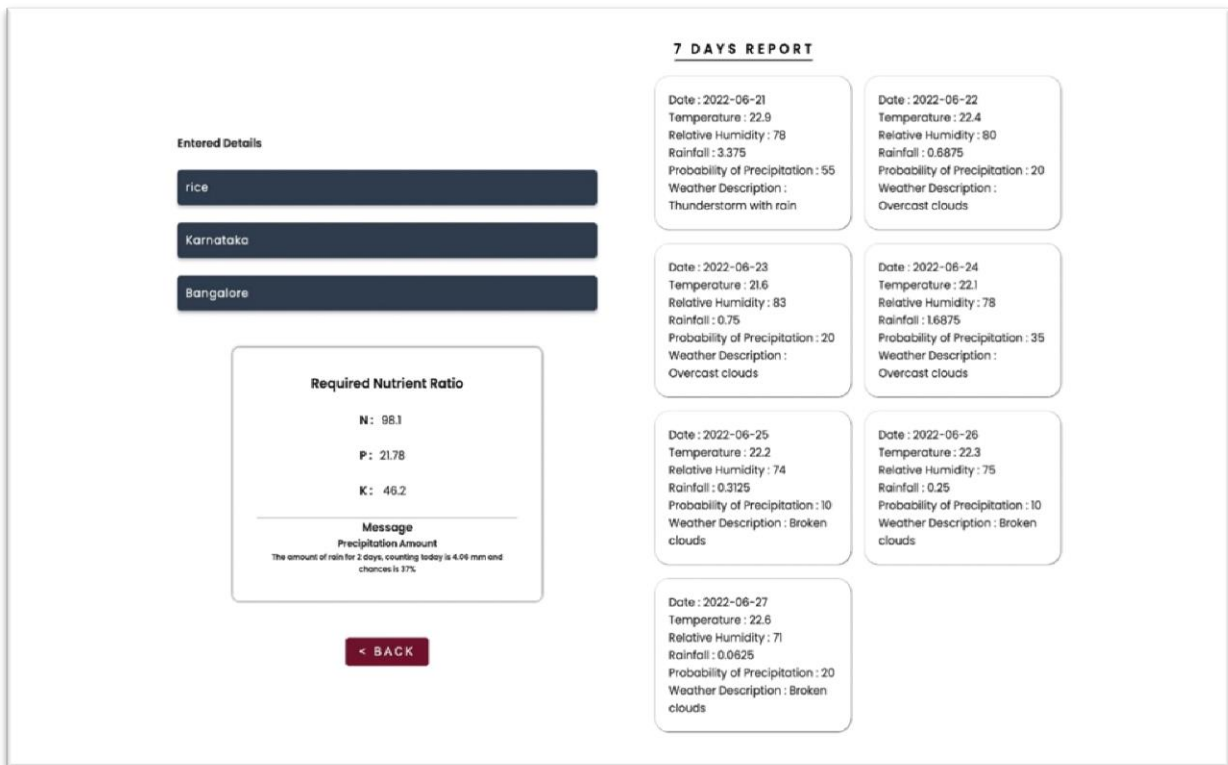 Entered Details
rice
Karnataka
Bangalore
Required Nutrient Ratio
N: 98.1
P: 21.78
K: 46.2
Message
Precipitation Amount
The amount of rain for 2 days, counting today is 4.06 mm and
chances is 37%
< BACK
7 DAYS REPORT
Date : 2022-06-21
Temperature : 22.9
Relative Humidity : 78
Rainfall : 3.375
Probability of Precipitation : 55
Weather Description :
Thunderstorm with rain
Date : 2022-06-22
Temperature : 22.4
Relative Humidity : 80
Rainfall : 0.6875
Probability of Precipitation : 20
Weather Description :
Overcast clouds
Date : 2022-06-23
Temperature : 21.6
Relative Humidity : 83
Rainfall : 0.75
Probability of Precipitation : 20
Weather Description :
Overcast clouds
Date : 2022-06-24
Temperature : 22.1
Relative Humidity : 78
Rainfall : 1.6875
Probability of Precipitation : 35
Weather Description :
Overcast clouds
Date : 2022-06-25
Temperature : 22.2
Relative Humidity : 74
Rainfall : 0.3125
Probability of Precipitation : 10
Weather Description : Broken
clouds
Date : 2022-06-26
Temperature : 22.3
Relative Humidity : 75
Rainfall : 0.25
Probability of Precipitation : 10
Weather Description : Broken
clouds
Date : 2022-06-27
Temperature : 22.6
Relative Humidity : 71
Rainfall : 0.0625
Probability of Precipitation : 20
Weather Description : Broken
clouds